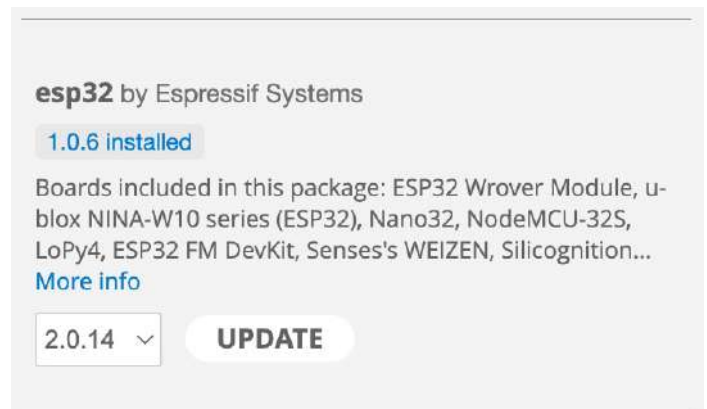 esp32 by Espressif Systems
1.0.6 installed
Boards included in this package: ESP32 Wrover Module, u-
blox NINA-W10 series (ESP32), Nano32, NodeMCU-32S,
LoPy4, ESP32 FM DevKit, Senses's WEIZEN, Silicognition...
More info
2.0.14 UPDATE